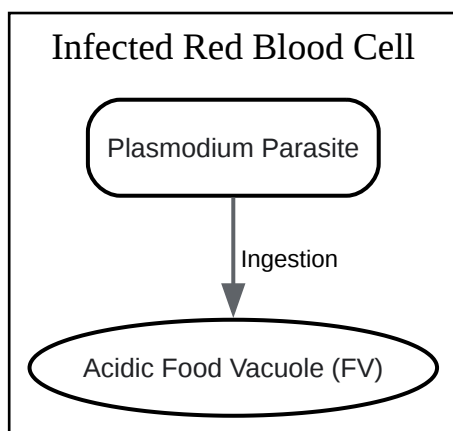 Infected Red Blood Cell
Plasmodium Parasite
Ingestion
Acidic Food Vacuole (FV)